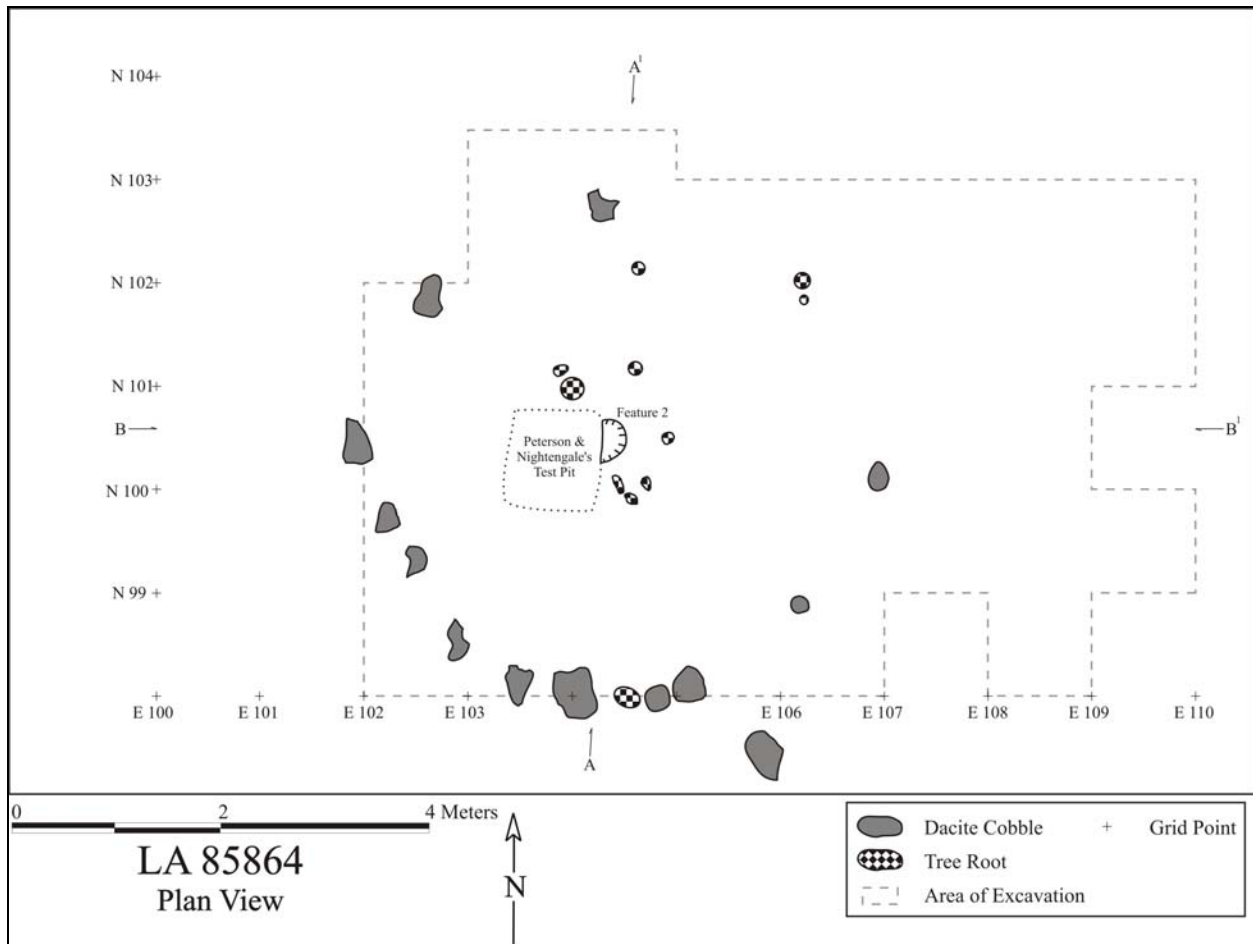 A¹
N 104
N 103
N 102
N 101
Feature 2
B
B¹
Peterson &
Nightengale's
Test Pit
N 100
N 99
E 100
E 101
E 102
E 103
E 106
E 107
E 108
E 109
E 110
A
0
2
4 Meters
LA 85864
Plan View
N
Dacite Cobble
Grid Point
Tree Root
Area of Excavation